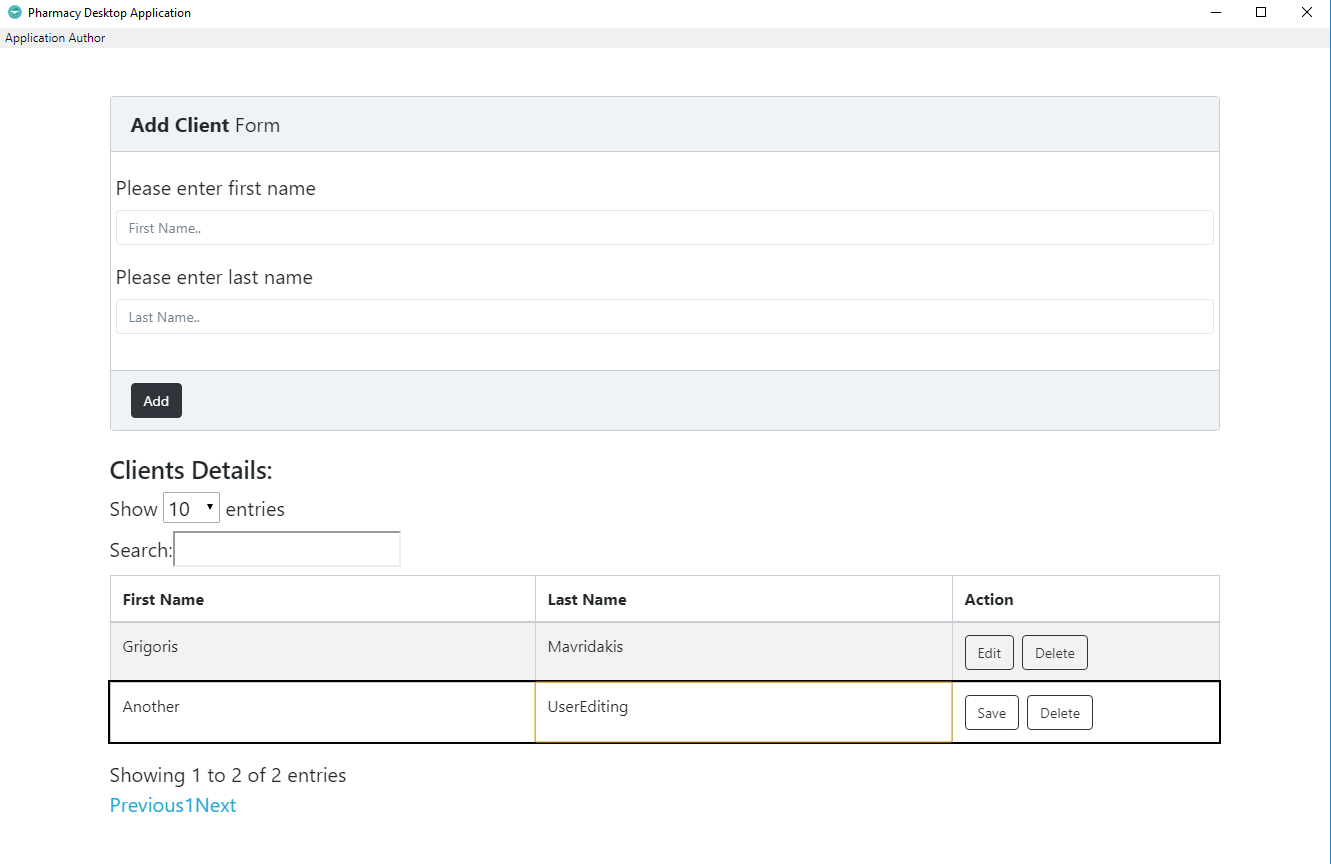 Pharmacy Desktop Application
Application Author
Add Client Form
Please enter first name
First Name..
Please enter last name
Last Name..
Add
Clients Details:
Show 10 entries
Search:
First Name Last Name Action
Grigoris Mavridakis Edit Delete
Another UserEditing Save Delete
Showing 1 to 2 of 2 entries
Previous1Next